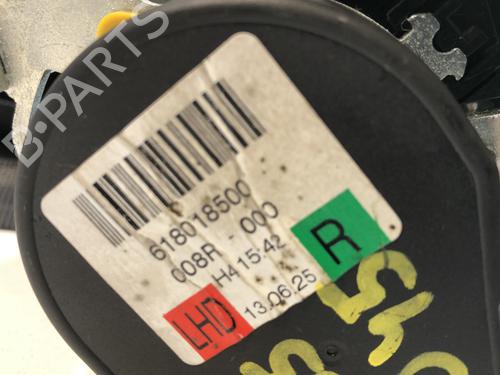 B-PARTS
618018500
008R - 000
H415:42
13.06.25
LHD
R